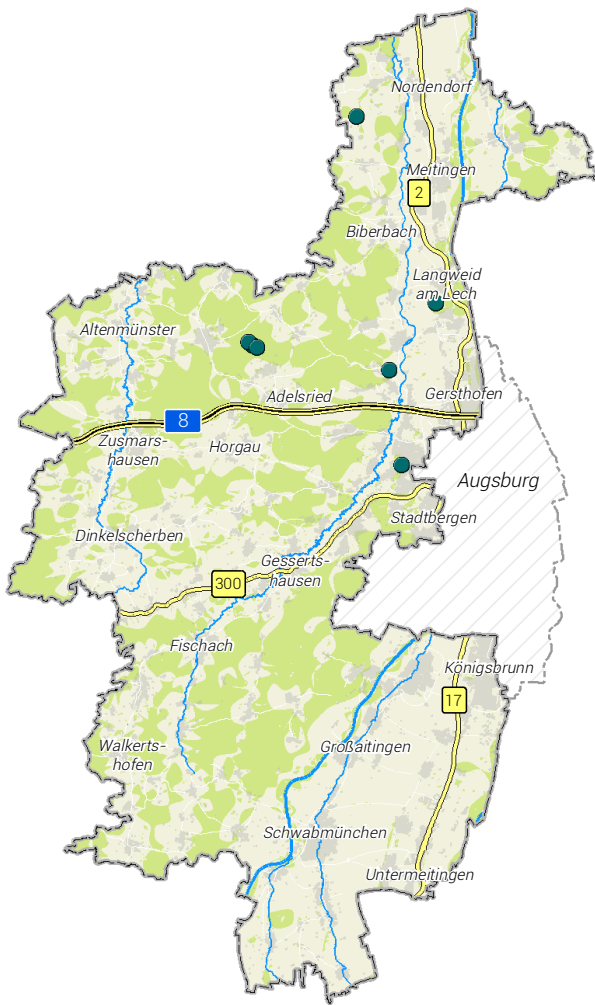 Nordendorf
Meitingen
2
Biberbach
Langweid
am Lech
Altenmünster
Adelsried
Gersthofen
8
Zusmars-
hausen
Horgau
Augsburg
Stadtbergen
Dinkelscherben
Gesserts-
hausen
300
Fischach
Königsbrunn
17
Walkerts-
hofen
Großaitingen
Schwabmünchen
Untermeitingen